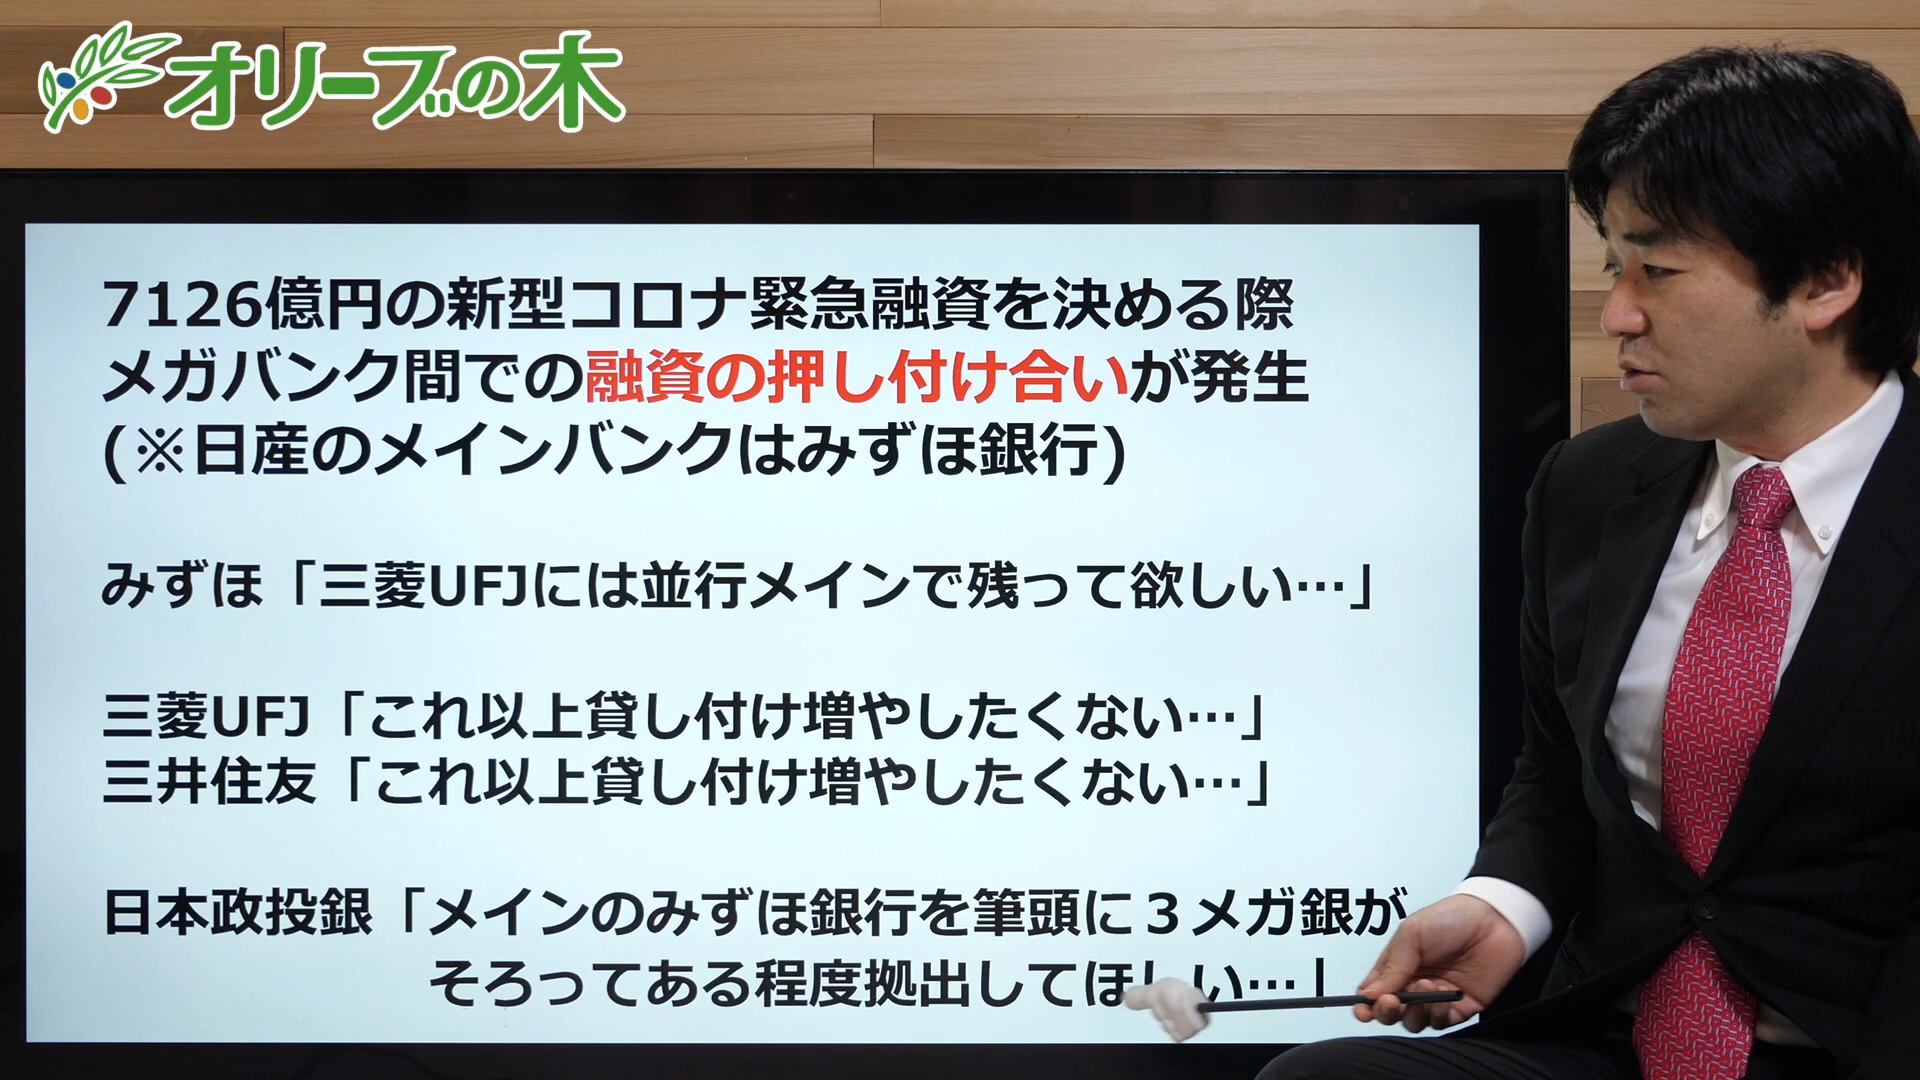 オリーブの木
7126億円の新型コロナ緊急融資を決める際
メガバンク間での融資の押し付け合いが発生
(※日産のメインバンクはみずほ銀行)
みずほ「三菱UFJには並行メインで残って欲しい…」
三菱UFJ「これ以上貸し付け増やしたくない…」
三井住友「これ以上貸し付け増やしたくない…」
日本政投銀「メインのみずほ銀行を筆頭に３メガ銀が
そろってある程度拠出してほしい…」